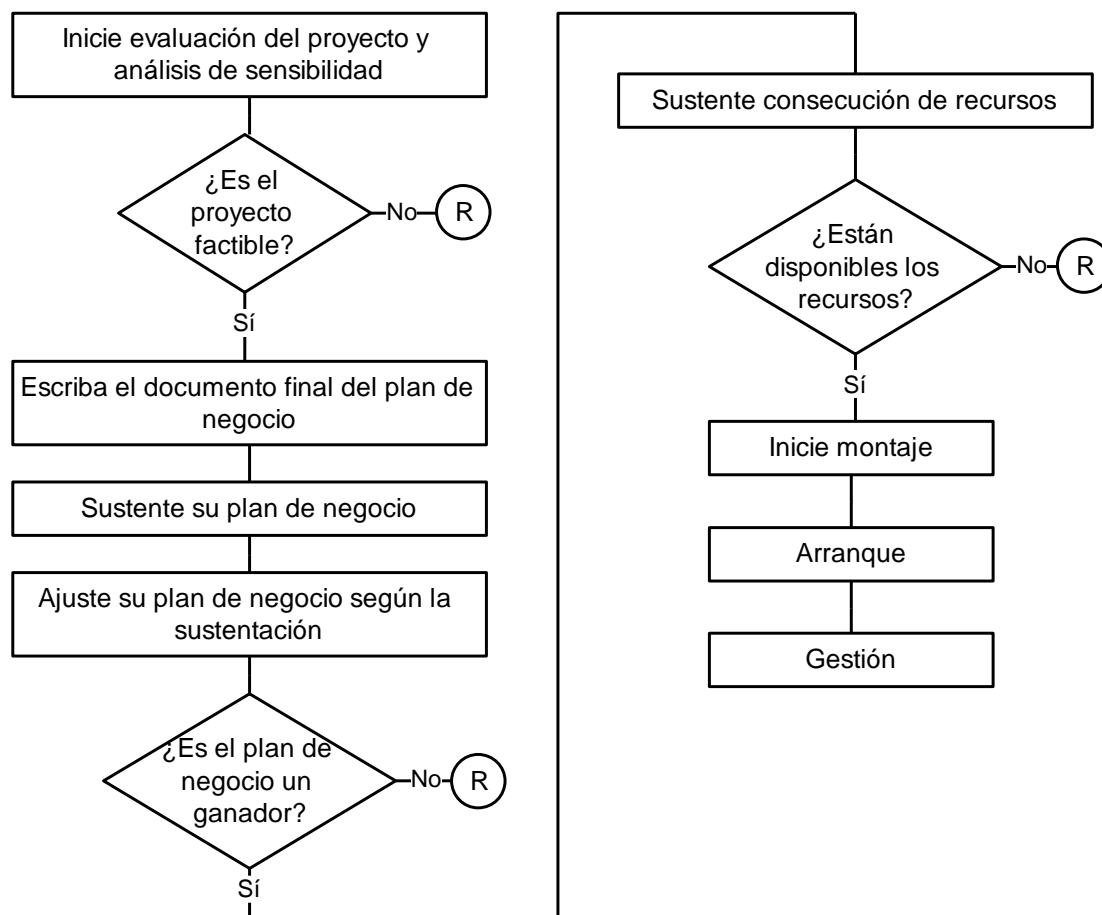 Inicie evaluación del proyecto y
análisis de sensibilidad
¿Es el
proyecto
factible?
No
R
Sí
Escriba el documento final del plan de
negocio
Sustente su plan de negocio
Ajuste su plan de negocio según la
sustentación
¿Es el plan de
negocio un
ganador?
No
R
Sí
Sustente consecución de recursos
¿Están
disponibles los
recursos?
No
R
Sí
Inicie montaje
Arranque
Gestión